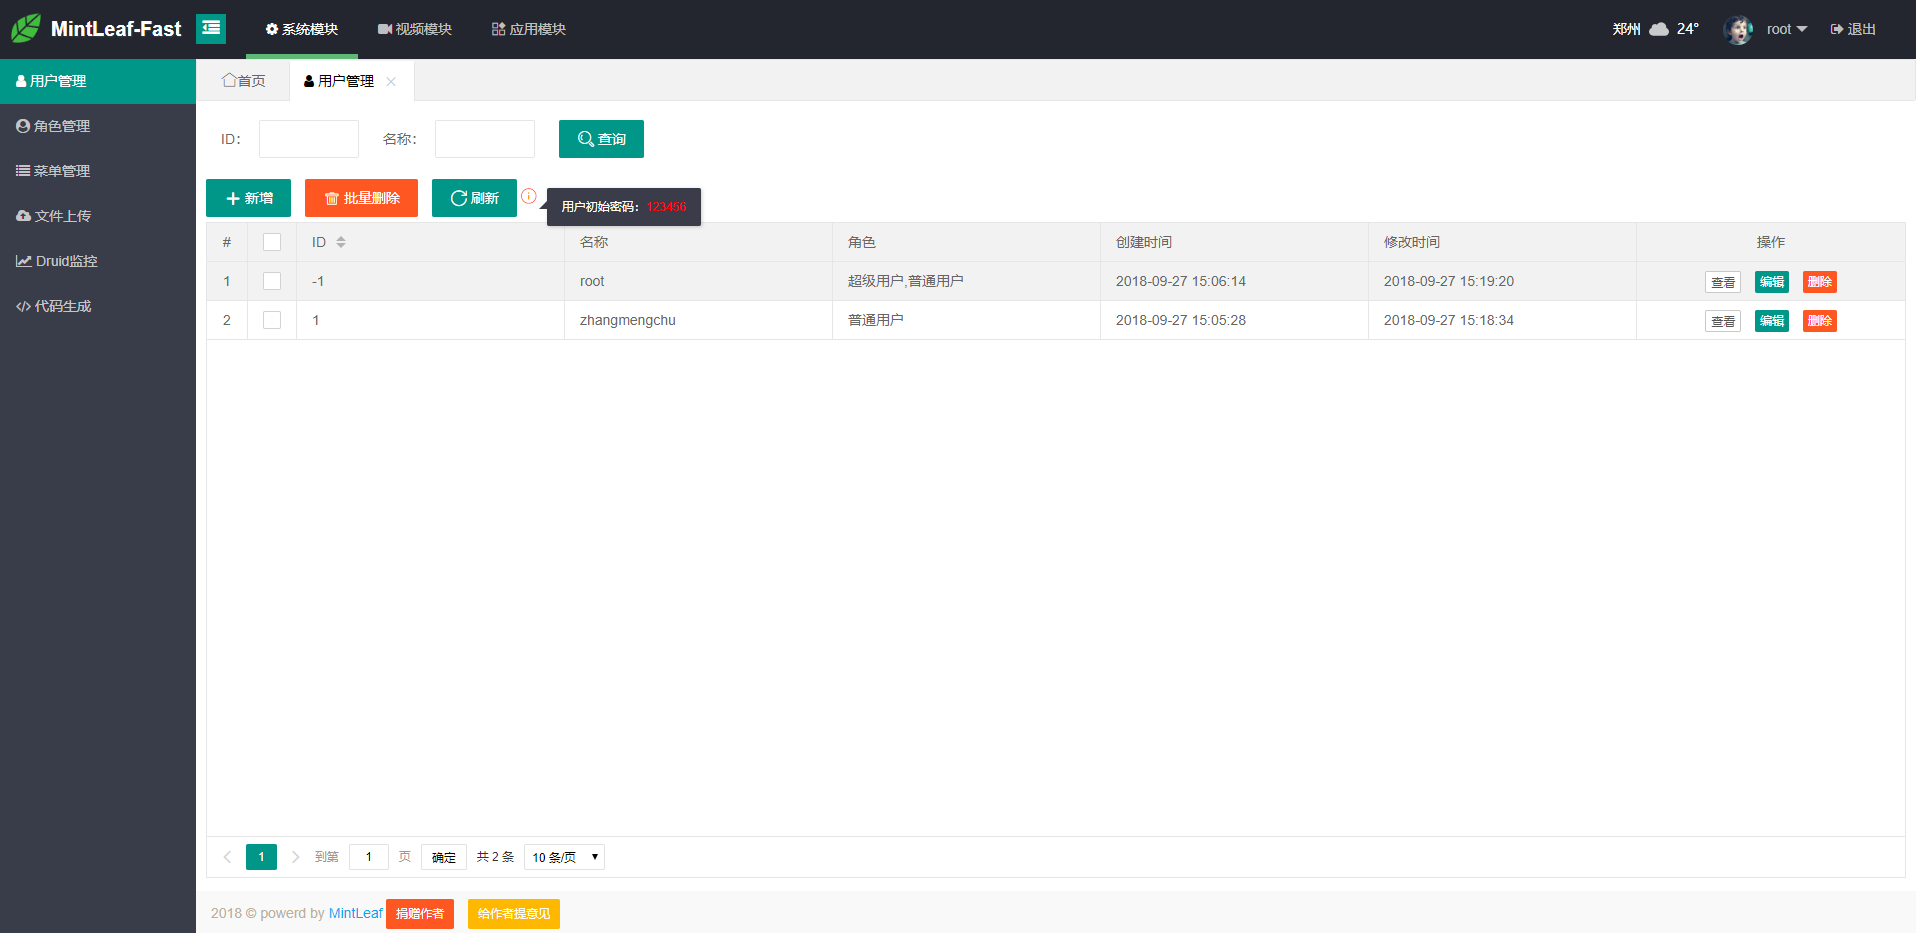 MintLeaf-Fast 系统模块 视频模块 应用模块 郑州 24° root 退出
用户管理
角色管理
菜单管理
文件上传
Druid监控
代码生成
首页 用户管理
ID： 名称： 查询
新增 批量删除 刷新 用户初始密码：123456
# ID 名称 角色 创建时间 修改时间 操作
1 -1 root 超级用户,普通用户 2018-09-27 15:06:14 2018-09-27 15:19:20 查看 编辑 删除
2 1 zhangmengchu 普通用户 2018-09-27 15:05:28 2018-09-27 15:18:34 查看 编辑 删除
1 到第 1 页 确定 共 2 条 10 条/页
2018 © powerd by MintLeaf 捐赠作者 给作者提意见